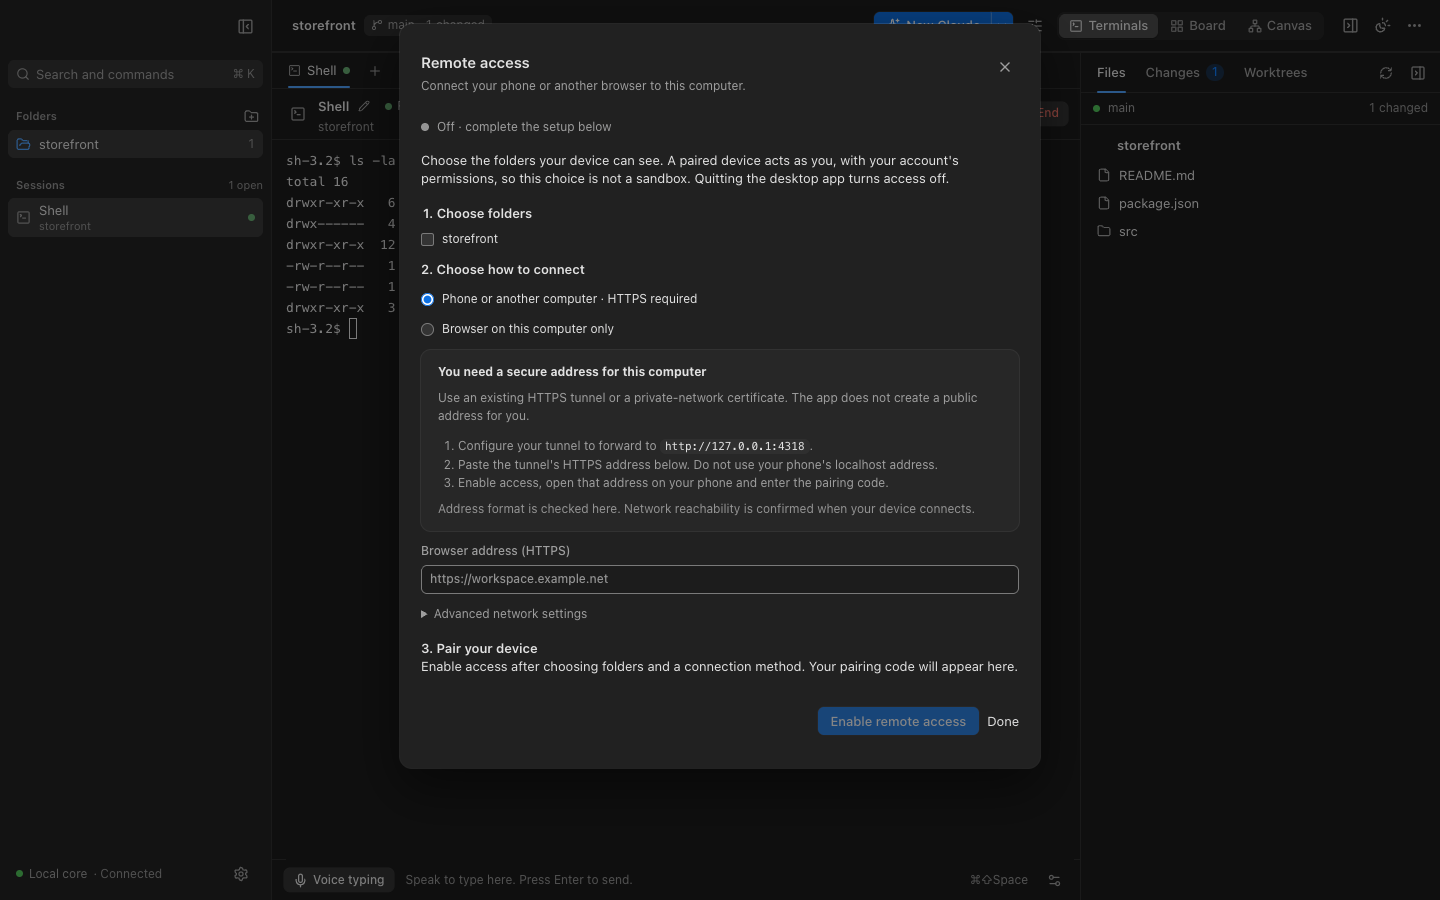 storefront
main · 1 changed
New Claude
Terminals
Board
Canvas
Search and commands
⌘ K
Folders
storefront
1
Sessions
1 open
Shell
storefront
Shell
Shell
storefront
End
sh-3.2$ ls -la
total 16
drwxr-xr-x 6
drwx------ 4
drwxr-xr-x 12
-rw-r--r-- 1
-rw-r--r-- 1
drwxr-xr-x 3
sh-3.2$
Remote access
Connect your phone or another browser to this computer.
Off · complete the setup below
Choose the folders your device can see. A paired device acts as you, with your account's
permissions, so this choice is not a sandbox. Quitting the desktop app turns access off.
1. Choose folders
storefront
2. Choose how to connect
Phone or another computer · HTTPS required
Browser on this computer only
You need a secure address for this computer
Use an existing HTTPS tunnel or a private-network certificate. The app does not create a public
address for you.
1. Configure your tunnel to forward to http://127.0.0.1:4318.
2. Paste the tunnel's HTTPS address below. Do not use your phone's localhost address.
3. Enable access, open that address on your phone and enter the pairing code.
Address format is checked here. Network reachability is confirmed when your device connects.
Browser address (HTTPS)
https://workspace.example.net
Advanced network settings
3. Pair your device
Enable access after choosing folders and a connection method. Your pairing code will appear here.
Enable remote access
Done
Files
Changes 1
Worktrees
main
1 changed
storefront
README.md
package.json
src
Local core · Connected
Voice typing
Speak to type here. Press Enter to send.
⌘⇧Space